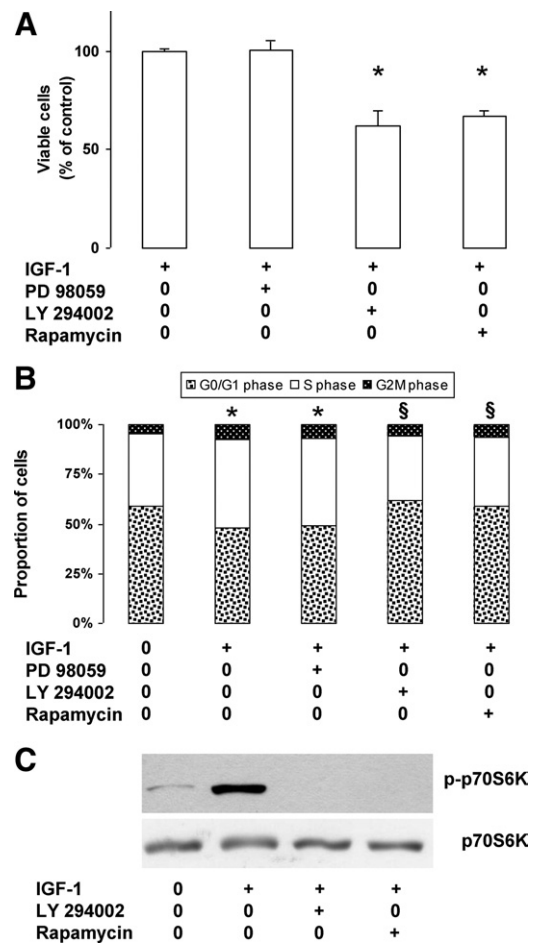 A
Viable cells
(% of control)
100
*
*
50
0
IGF-1 + + + +
PD 98059 0 + 0 0
LY 294002 0 0 + 0
Rapamycin 0 0 0 +
B
G0/G1 phase S phase G2M phase
Proportion of cells
100% * * § §
75%
50%
25%
0%
IGF-1 0 + + + +
PD 98059 0 0 + 0 0
LY 294002 0 0 0 + 0
Rapamycin 0 0 0 0 +
C
p-p70S6K
p70S6K
IGF-1 0 + + +
LY 294002 0 0 + 0
Rapamycin 0 0 0 +